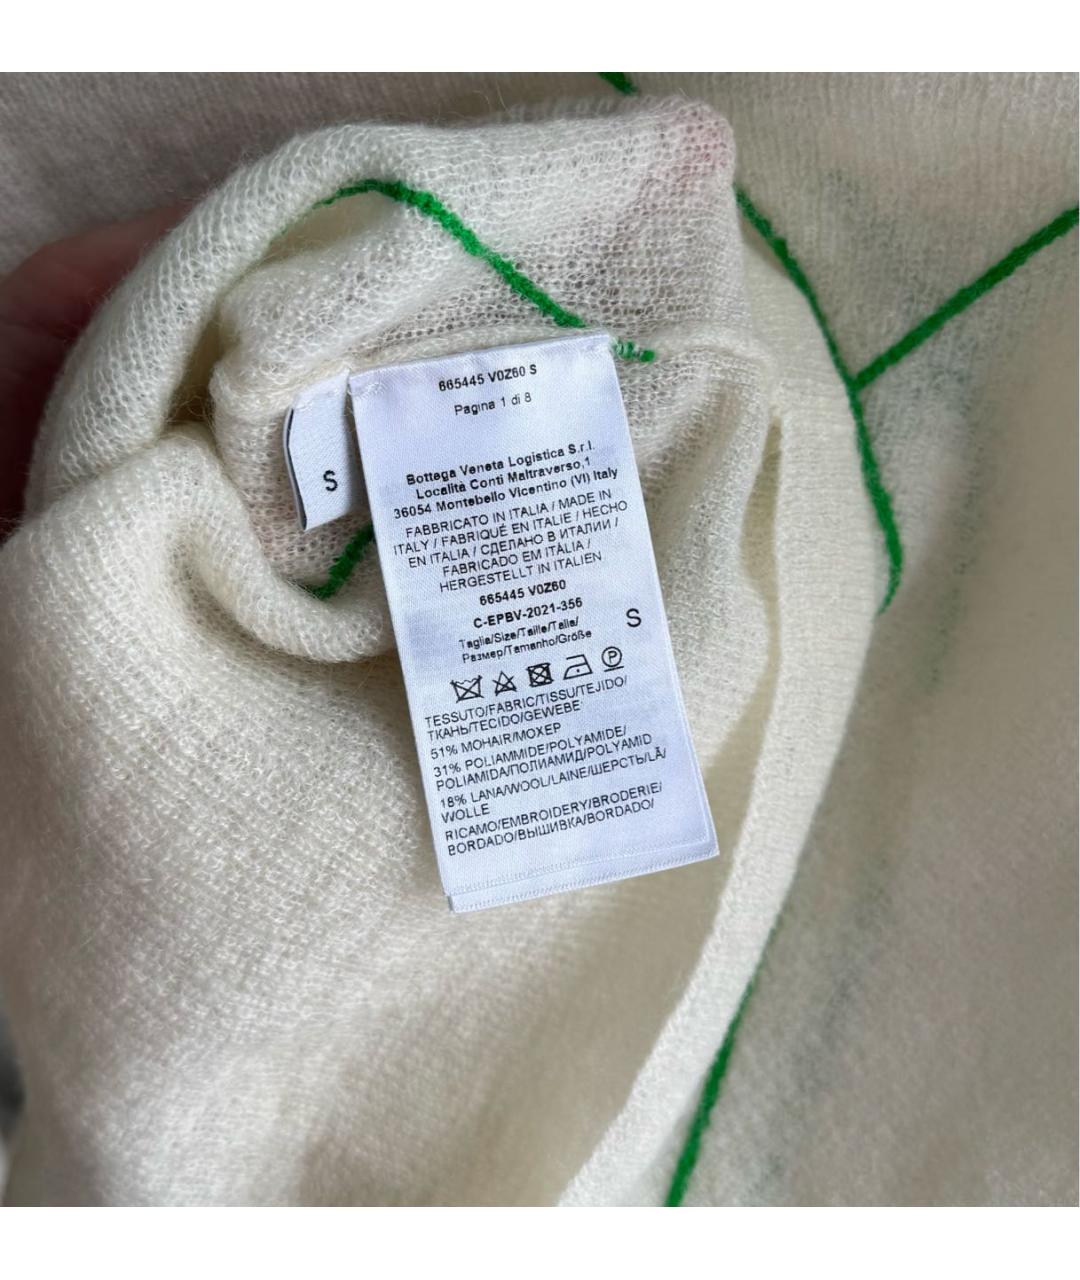 665445 V0Z60 S
Pagina 1 di 8
Bottega Veneta Logistica S.r.l.
Località Conti Maltraverso,1
36054 Montebello Vicentino (VI) Italy
FABBRICATO IN ITALIA / MADE IN
ITALY / FABRIQUÉ EN ITALIE / HECHO
EN ITALIA / СДЕЛАНО В ИТАЛИИ /
FABRICADO EM ITÁLIA /
HERGESTELLT IN ITALIEN
665445 V0Z60
C-EPBV-2021-356
Taglia/Size/Taille/Talla/
Размер/Tamanho/Größe
S
P
TESSUTO/FABRIC/TISSU/TEJIDO/
ТКАНЬ/TECIDO/GEWEBE:
51% MOHAIR/МОХЕР
31% POLIAMMIDE/POLYAMIDE/
POLIAMIDA/ПОЛИАМИД/POLYAMID
18% LANA/WOOL/LAINE/ШЕРСТЬ/LÃ/
WOLLE
RICAMO/EMBROIDERY/BRODERIE/
BORDADO/ВЫШИВКА/BORDADO/
S